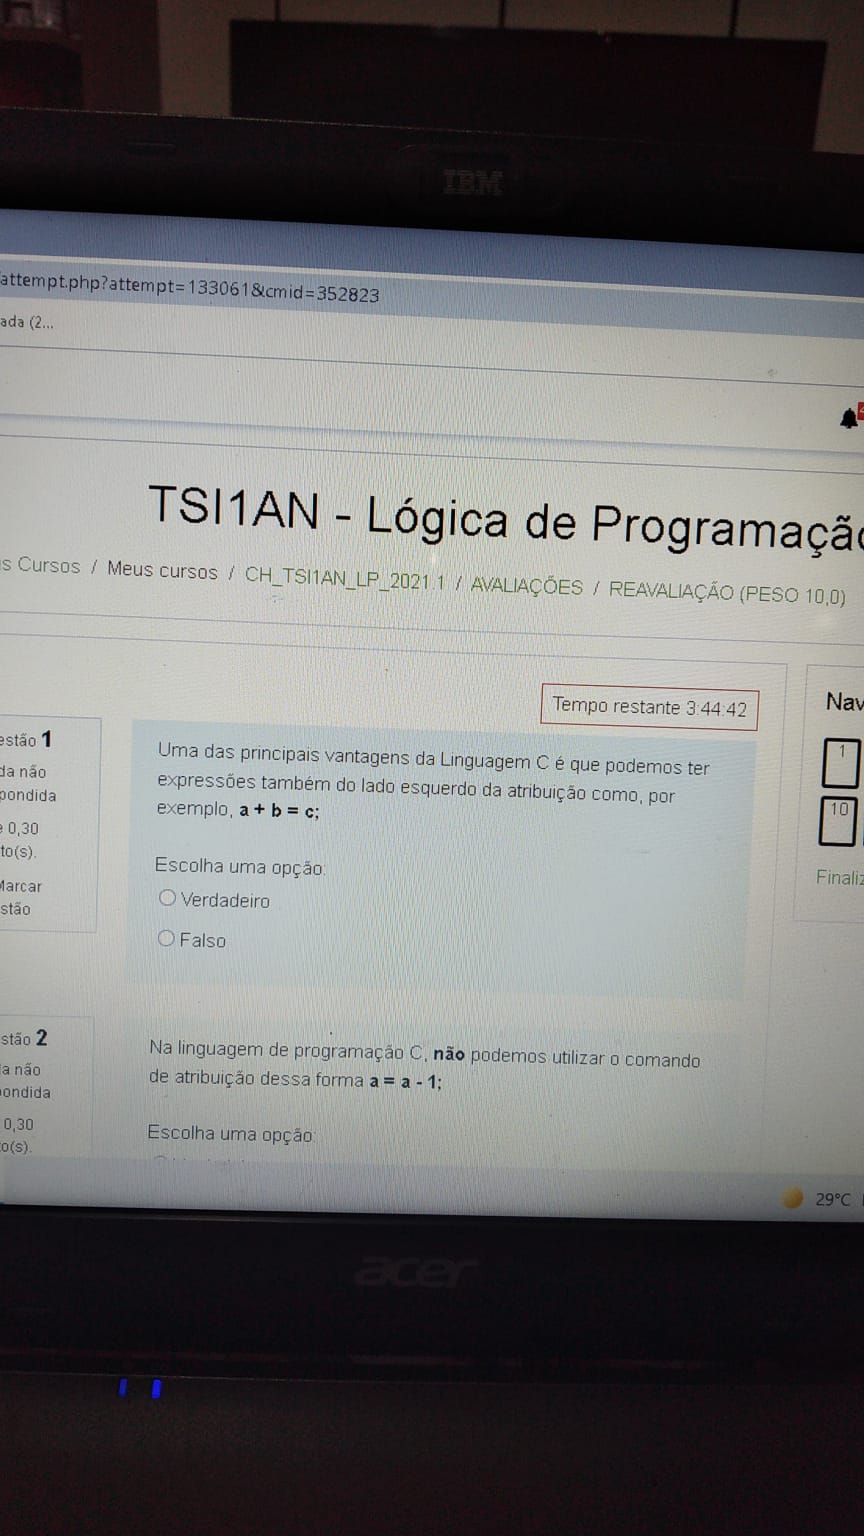 IBM
attempt.php?attempt=133061&cmid=352823
ada (2...
TSI1AN - Lógica de Programação
s Cursos / Meus cursos / CH_TSI1AN_LP_2021.1 / AVALIAÇÕES / REAVALIAÇÃO (PESO 10,0)
Tempo restante 3:44:42
Nav
1
10
Finaliz
estão 1
da não
pondida
e 0,30
to(s).
Marcar
stão
Uma das principais vantagens da Linguagem C é que podemos ter
expressões também do lado esquerdo da atribuição como, por
exemplo, a + b = c;
Escolha uma opção:
Verdadeiro
Falso
stão 2
a não
ondida
0,30
o(s).
Na linguagem de programação C, não podemos utilizar o comando
de atribuição dessa forma a = a - 1;
Escolha uma opção:
29°C
acer